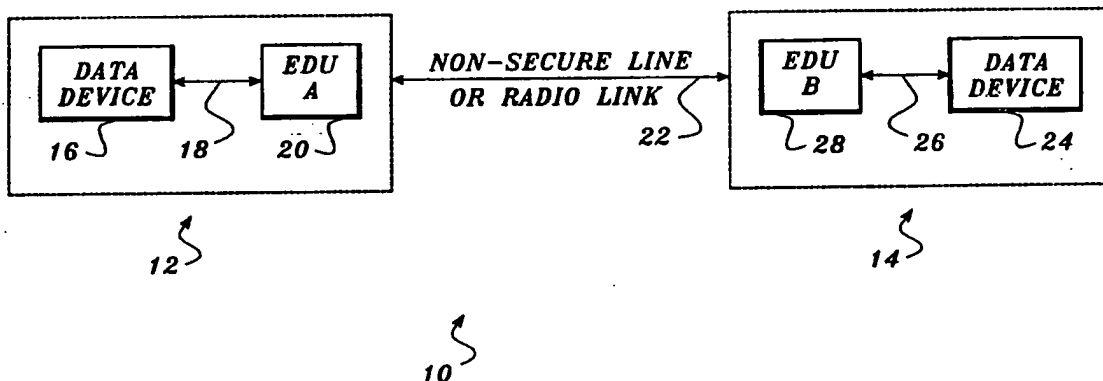 DATA
DEVICE
EDU
A
NON-SECURE LINE
OR RADIO LINK
EDU
B
DATA
DEVICE
16
18
20
22
28
26
24
12
14
10